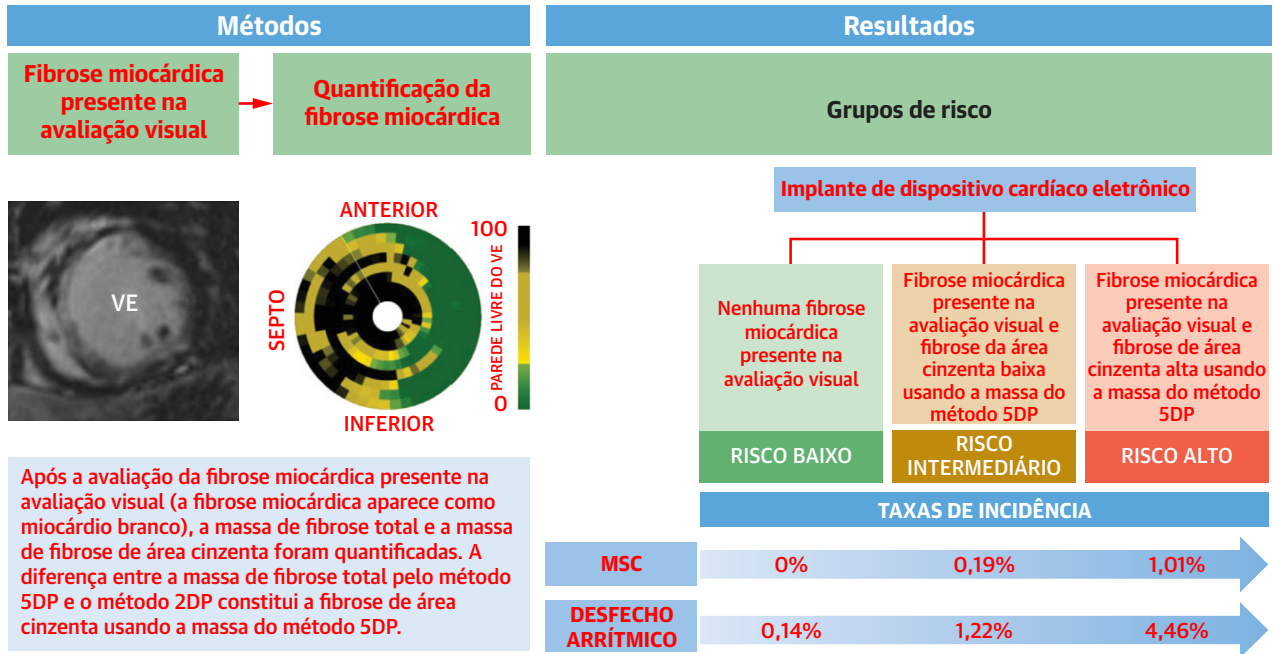 Métodos
Fibrose miocárdica
presente na
avaliação visual
Quantificação da
fibrose miocárdica
VE
ANTERIOR
SEPTO
INFERIOR
100
PAREDE LIVRE DO VE
0
Após a avaliação da fibrose miocárdica presente na
avaliação visual (a fibrose miocárdica aparece como
miocárdio branco), a massa de fibrose total e a massa
de fibrose de área cinzenta foram quantificadas. A
diferença entre a massa de fibrose total pelo método
5DP e o método 2DP constitui a fibrose de área
cinzenta usando a massa do método 5DP.
Resultados
Grupos de risco
Implante de dispositivo cardíaco eletrônico
Nenhuma fibrose
miocárdica
presente na
avaliação visual
RISCO BAIXO
Fibrose miocárdica
presente na
avaliação visual e
fibrose da área
cinzenta baixa
usando a massa do
método 5DP
RISCO
INTERMEDIÁRIO
Fibrose miocárdica
presente na
avaliação visual e
fibrose de área
cinzenta alta usando
a massa do método
5DP
RISCO ALTO
TAXAS DE INCIDÊNCIA
MSC 0% 0,19% 1,01%
DESFECHO
ARRÍTMICO 0,14% 1,22% 4,46%